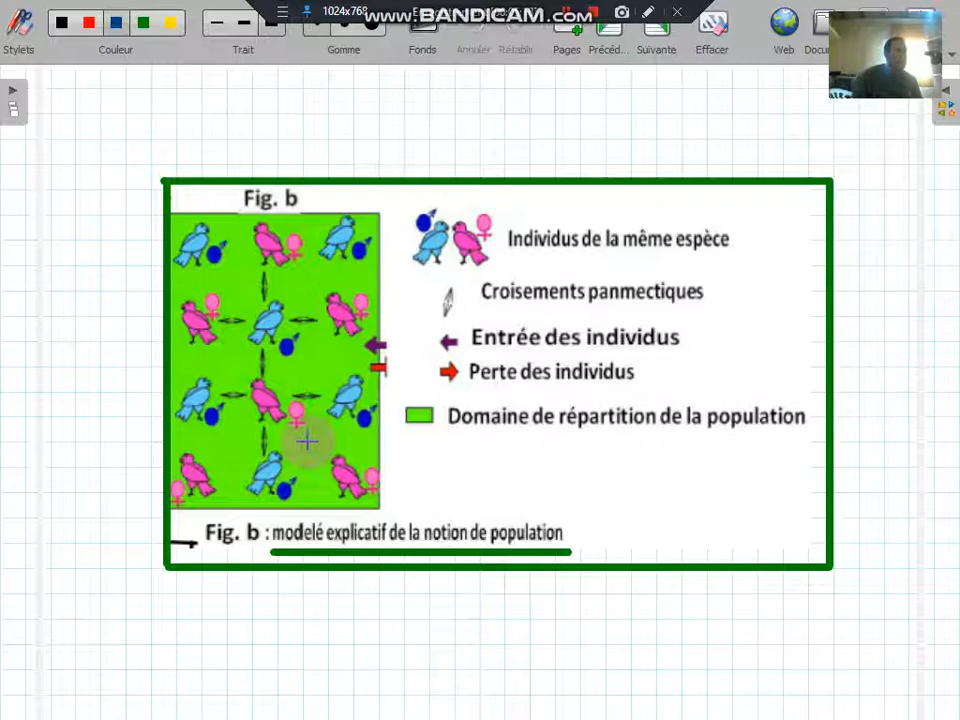 1024x768
www.BANDICAM.com
Stylets
Couleur
Trait
Gomme
Fonds
Annuler
Rétablir
Pages
Précéd...
Suivante
Effacer
Web
Fig. b
Individus de la même espèce
Croisements panmectiques
Entrée des individus
Perte des individus
Domaine de répartition de la population
Fig. b : modelé explicatif de la notion de population